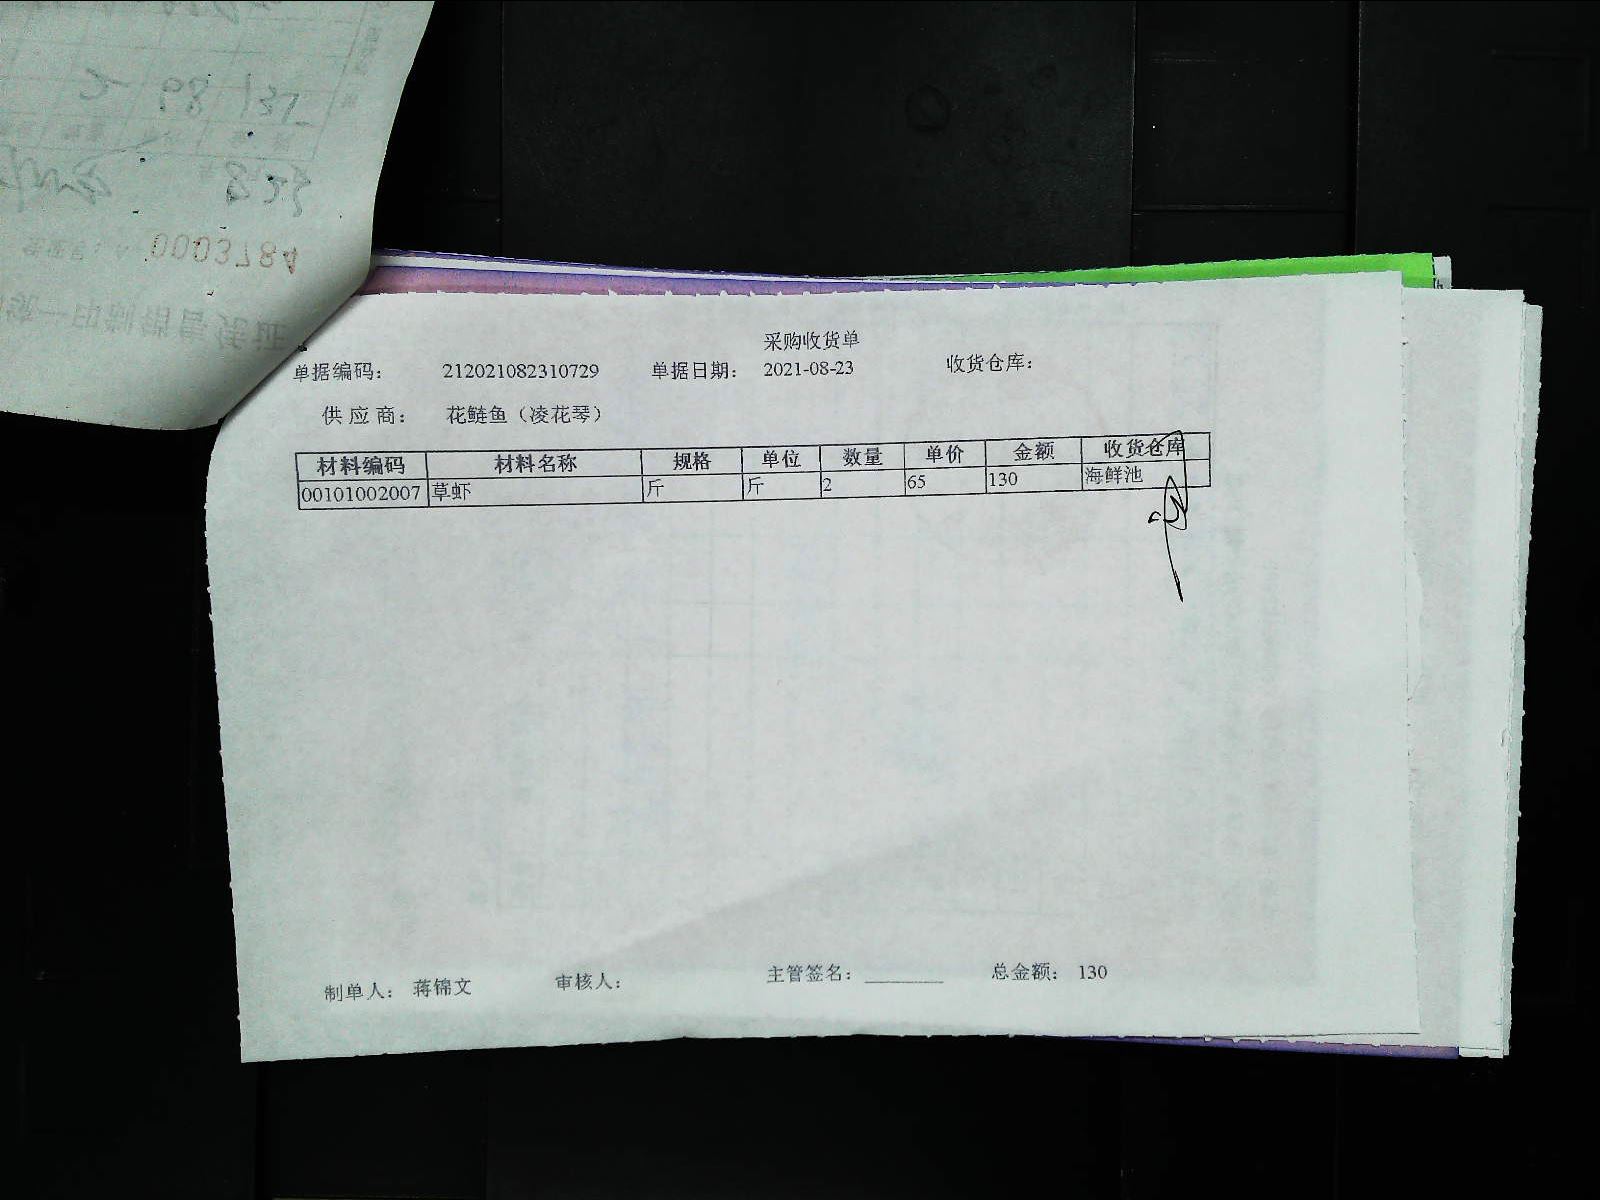 0003784
采购收货单
单据编码： 212021082310729 单据日期： 2021-08-23 收货仓库：
供 应 商： 花鲢鱼（凌花琴）
材料编码 材料名称 规格 单位 数量 单价 金额 收货仓库
00101002007 草虾 斤 斤 2 65 130 海鲜池
制单人： 蒋锦文 审核人： 主管签名： 总金额： 130